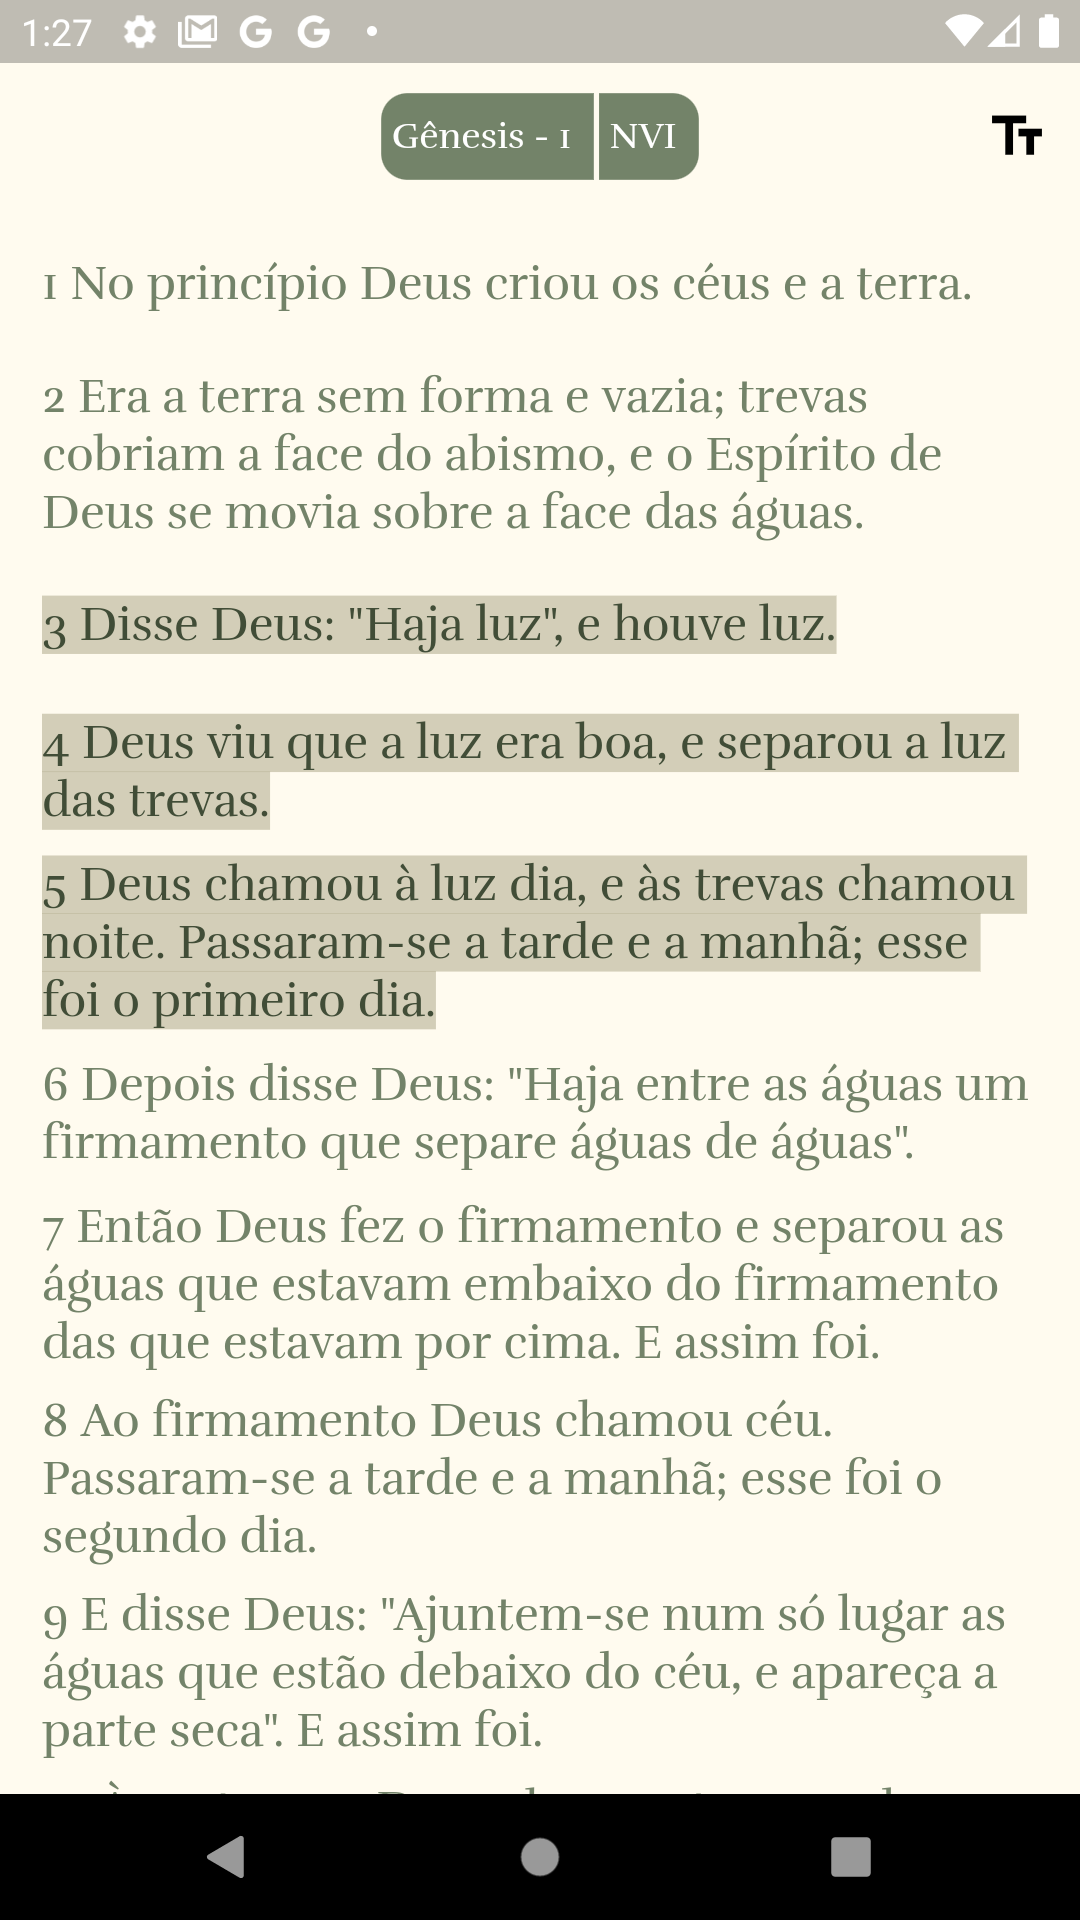 1:27
Gênesis - 1 NVI
1 No princípio Deus criou os céus e a terra.
2 Era a terra sem forma e vazia; trevas
cobriam a face do abismo, e o Espírito de
Deus se movia sobre a face das águas.
3 Disse Deus: "Haja luz", e houve luz.
4 Deus viu que a luz era boa, e separou a luz
das trevas.
5 Deus chamou à luz dia, e às trevas chamou
noite. Passaram-se a tarde e a manhã; esse
foi o primeiro dia.
6 Depois disse Deus: "Haja entre as águas um
firmamento que separe águas de águas".
7 Então Deus fez o firmamento e separou as
águas que estavam embaixo do firmamento
das que estavam por cima. E assim foi.
8 Ao firmamento Deus chamou céu.
Passaram-se a tarde e a manhã; esse foi o
segundo dia.
9 E disse Deus: "Ajuntem-se num só lugar as
águas que estão debaixo do céu, e apareça a
parte seca". E assim foi.